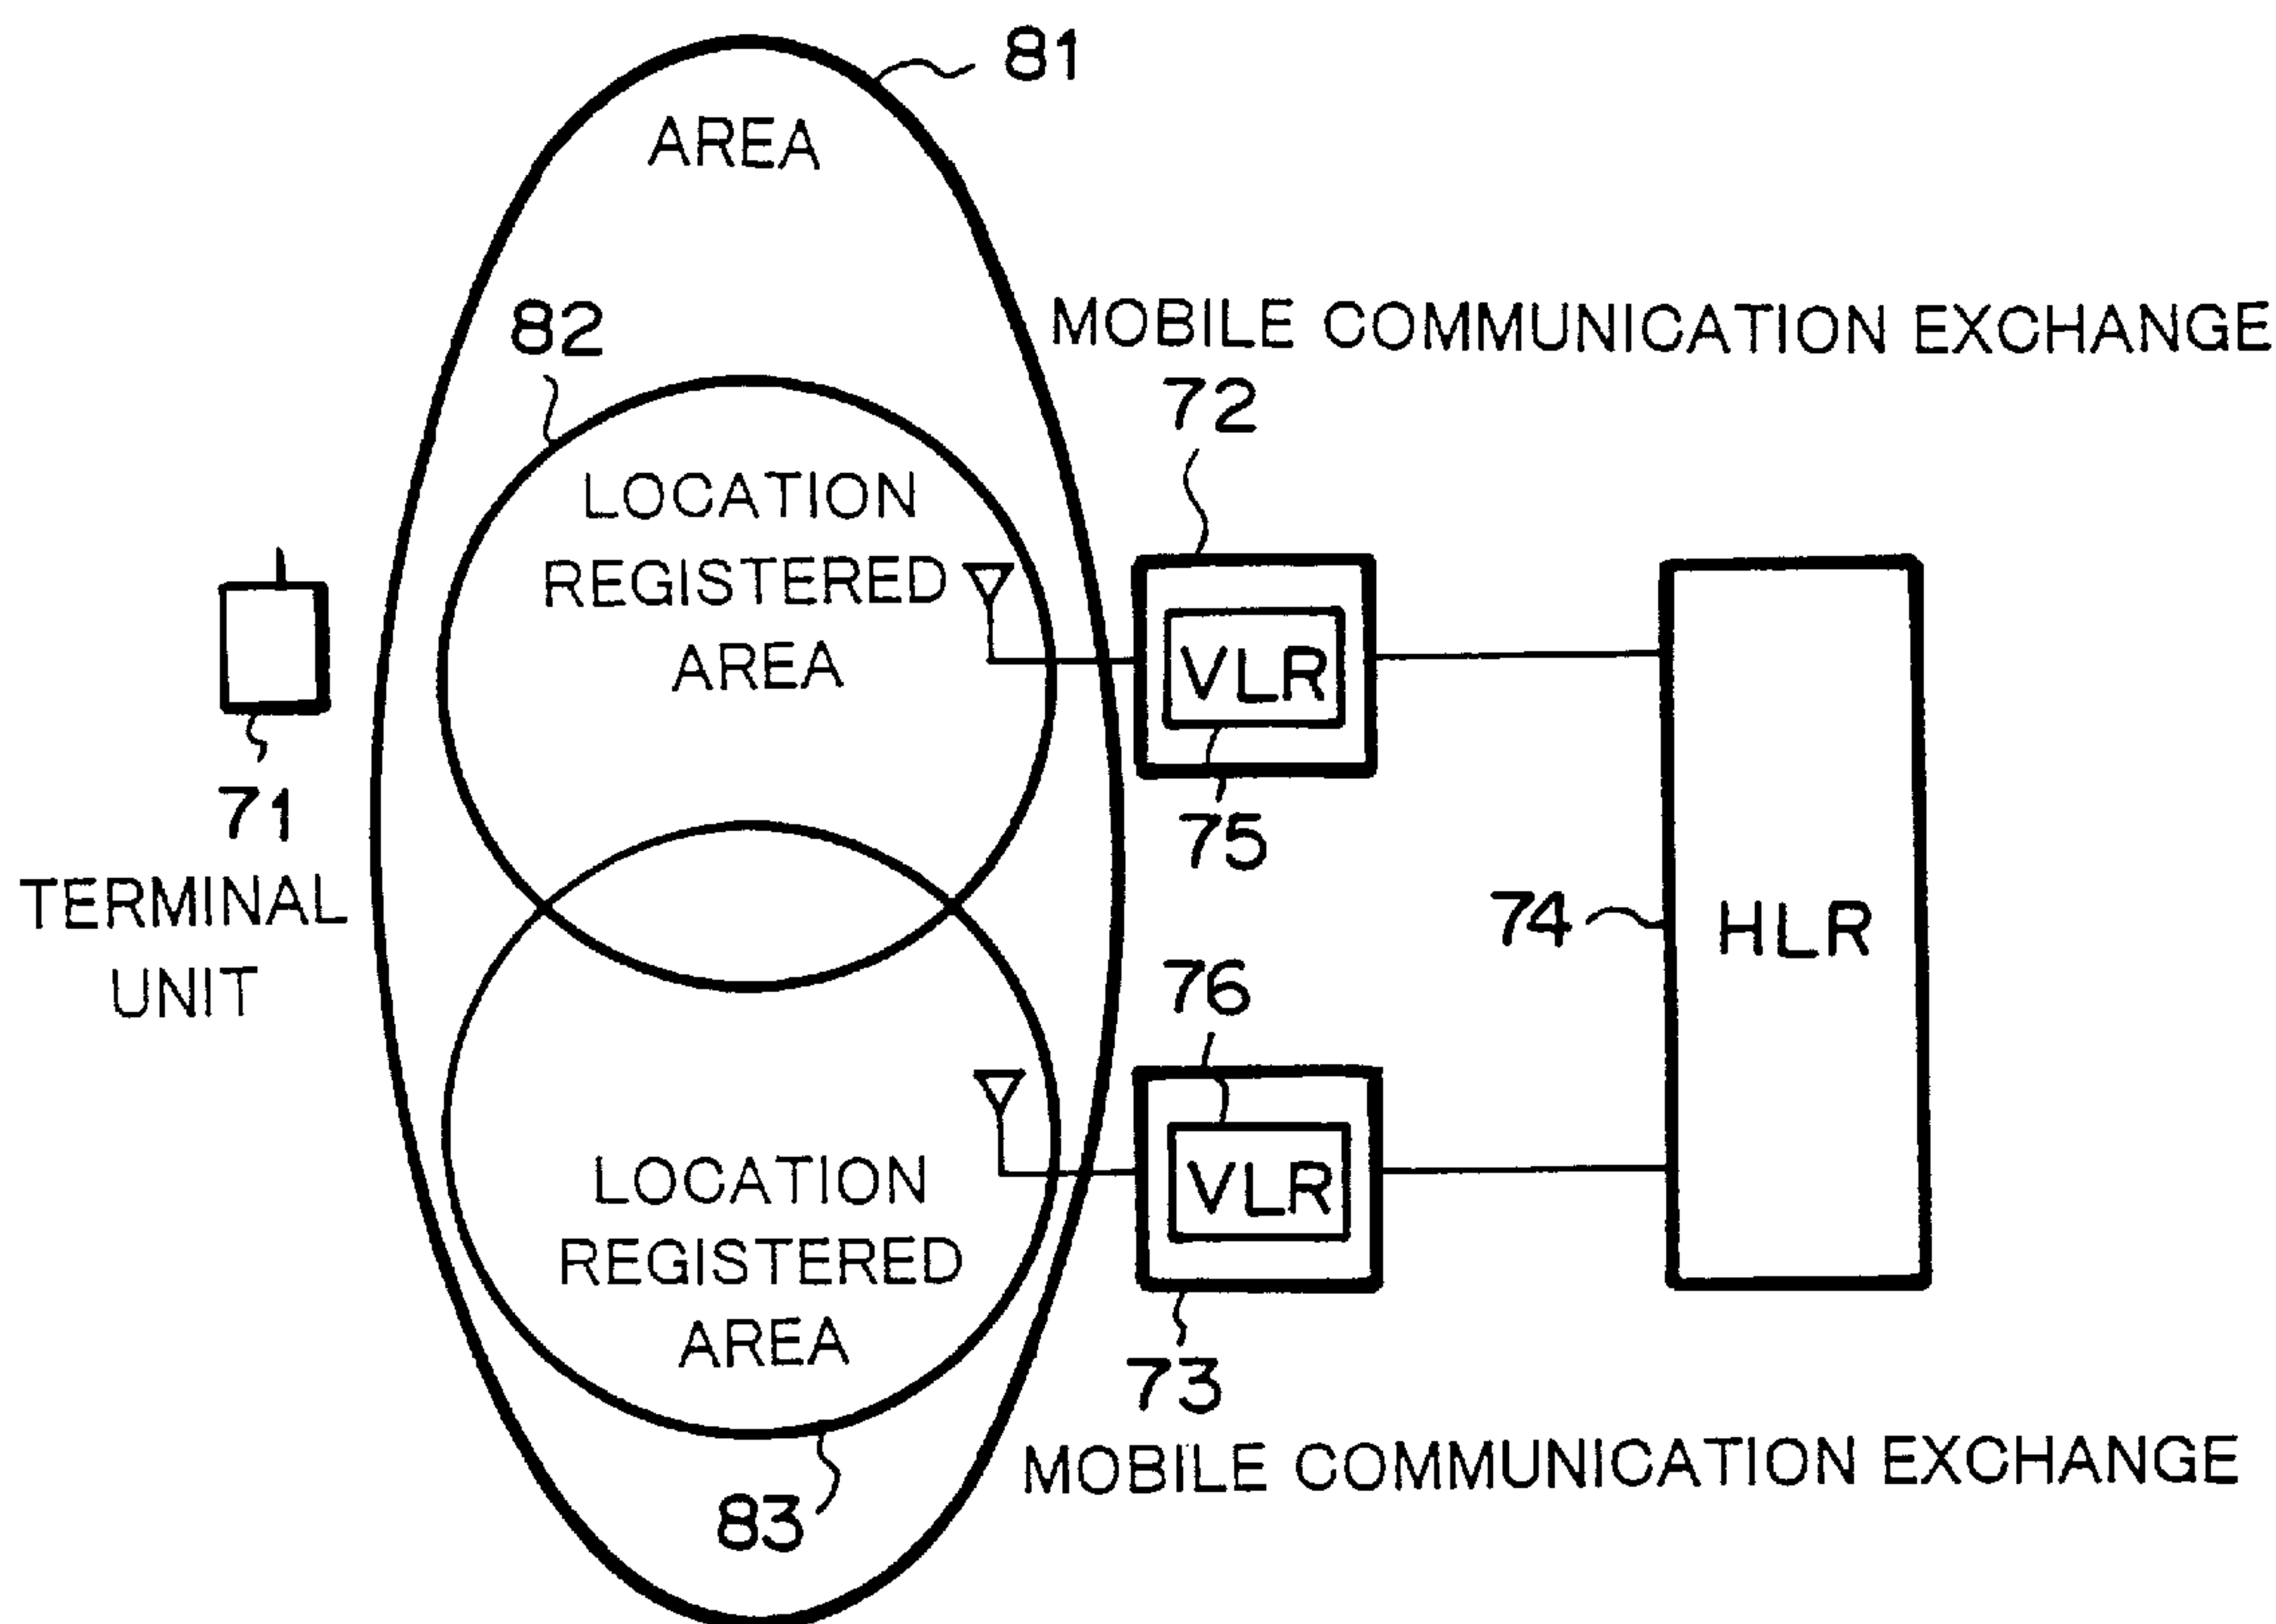 81
AREA
82
MOBILE COMMUNICATION EXCHANGE
72
LOCATION
REGISTERED
AREA
VLR
75
71
TERMINAL
UNIT
74
HLR
76
VLR
LOCATION
REGISTERED
AREA
73
MOBILE COMMUNICATION EXCHANGE
83